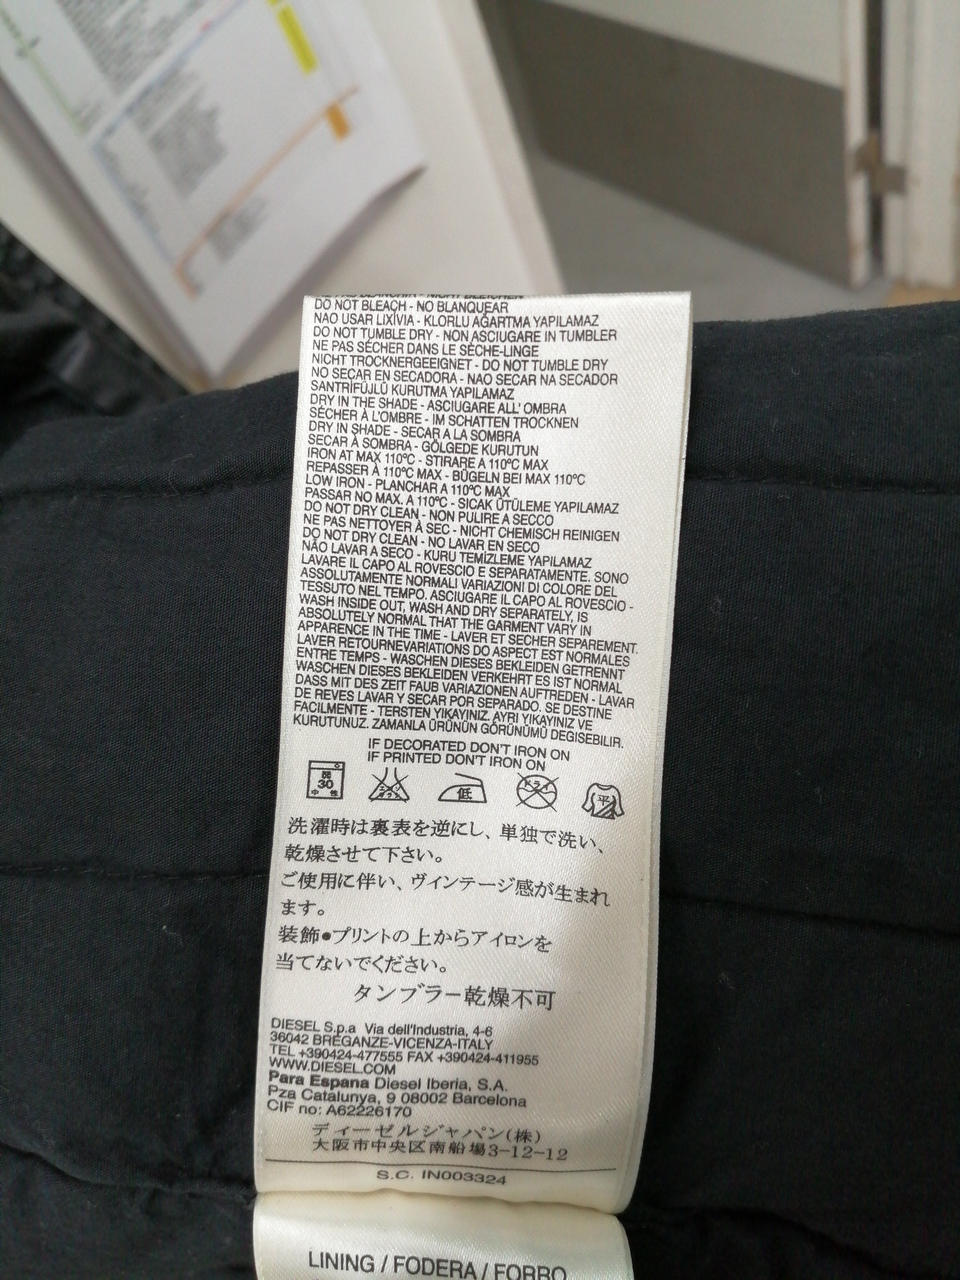 DO NOT BLEACH - NO BLANQUEAR
NAO USAR LIXÍVIA - KLORLU AĞARTMA YAPILAMAZ
DO NOT TUMBLE DRY - NON ASCIUGARE IN TUMBLER
NE PAS SÉCHER DANS LE SÈCHE-LINGE
NICHT TROCKNERGEEIGNET - DO NOT TUMBLE DRY
NO SECAR EN SECADORA - NAO SECAR NA SECADOR
SANTRİFÜJLÜ KURUTMA YAPILAMAZ
DRY IN THE SHADE - ASCIUGARE ALL' OMBRA
SÉCHER À L'OMBRE - IM SCHATTEN TROCKNEN
DRY IN SHADE - SECAR A LA SOMBRA
SECAR À SOMBRA - GÖLGEDE KURUTUN
IRON AT MAX 110ºC - STIRARE A 110ºC MAX
REPASSER À 110ºC MAX - BÜGELN BEI MAX 110ºC
LOW IRON - PLANCHAR A 110ºC MAX
PASSAR NO MAX. A 110ºC - SICAK ÜTÜLEME YAPILAMAZ
DO NOT DRY CLEAN - NON PULIRE A SECCO
NE PAS NETTOYER À SEC - NICHT CHEMISCH REINIGEN
DO NOT DRY CLEAN - NO LAVAR EN SECO
NÃO LAVAR A SECO - KURU TEMİZLEME YAPILAMAZ
LAVARE IL CAPO AL ROVESCIO E SEPARATAMENTE. SONO
ASSOLUTAMENTE NORMALI VARIAZIONI DI COLORE DEL
TESSUTO NEL TEMPO. ASCIUGARE IL CAPO AL ROVESCIO -
WASH INSIDE OUT, WASH AND DRY SEPARATELY, IS
ABSOLUTELY NORMAL THAT THE GARMENT VARY IN
APPARENCE IN THE TIME - LAVER ET SECHER SEPAREMENT.
LAVER RETOURNEVARIATIONS DO ASPECT EST NORMALES
ENTRE TEMPS - WASCHEN DIESES BEKLEIDEN GETRENNT
WASCHEN DIESES BEKLEIDEN VERKEHRT ES IST NORMAL
DASS MIT DES ZEIT FAUB VARIAZIONEN AUFTREDEN - LAVAR
DE REVES LAVAR Y SECAR POR SEPARADO. SE DESTINE
FACILMENTE - TERSTEN YIKAYINIZ. AYRI YIKAYINIZ VE
KURUTUNUZ. ZAMANLA ÜRÜNÜN GÖRÜNÜMÜ DEGISEBILIR.
IF DECORATED DON'T IRON ON
IF PRINTED DON'T IRON ON
30
中性
低
平
洗濯時は裏表を逆にし、単独で洗い、
乾燥させて下さい。
ご使用に伴い、ヴィンテージ感が生まれ
ます。
装飾●プリントの上からアイロンを
当てないでください。
タンブラー乾燥不可
DIESEL S.p.a Via dell'Industria, 4-6
36042 BREGANZE-VICENZA-ITALY
TEL +390424-477555 FAX +390424-411955
WWW.DIESEL.COM
Para Espana Diesel Iberia, S.A.
Pza Catalunya, 9 08002 Barcelona
CIF no: A62226170
ディーゼルジャパン(株)
大阪市中央区南船場3-12-12
S.C. IN003324
LINING / FODERA / FORRO